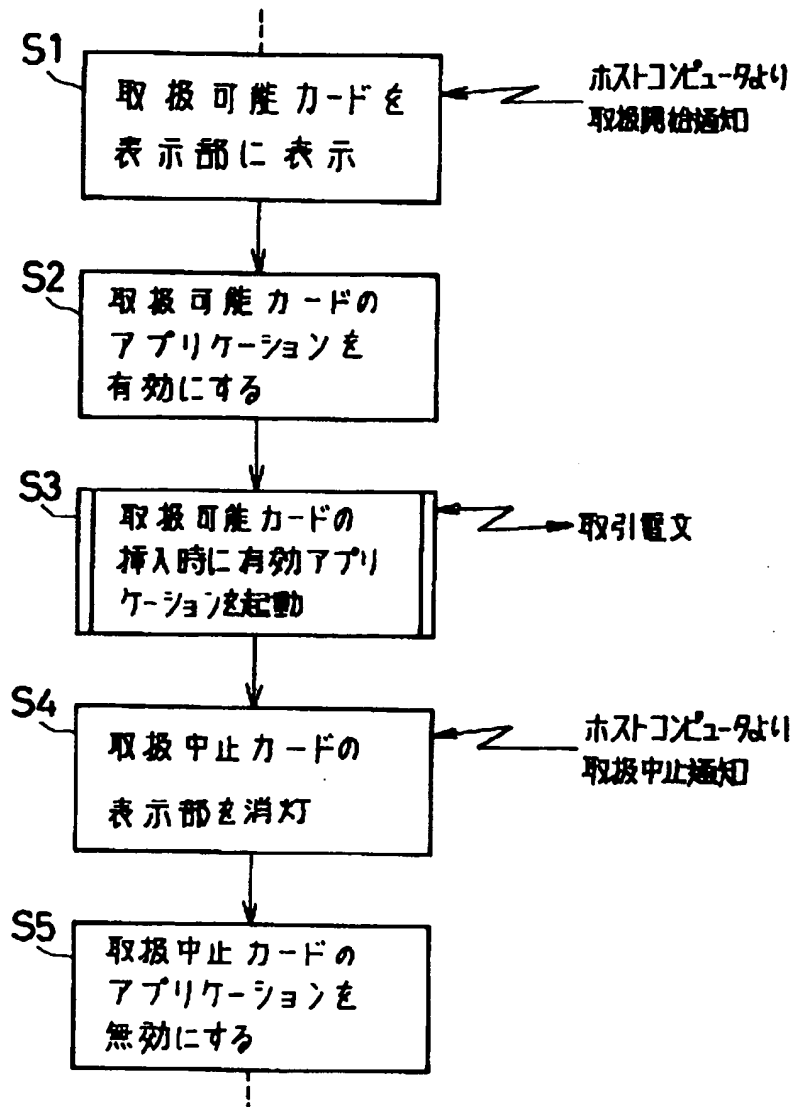 S1
取扱可能カードを
表示部に表示
ホストコンピュータより
取扱開始通知
S2
取扱可能カードの
アプリケーションを
有効にする
S3
取扱可能カードの
挿入時に有効アプリ
ケーションを起動
取引電文
S4
取扱中止カードの
表示部を消灯
ホストコンピュータより
取扱中止通知
S5
取扱中止カードの
アプリケーションを
無効にする